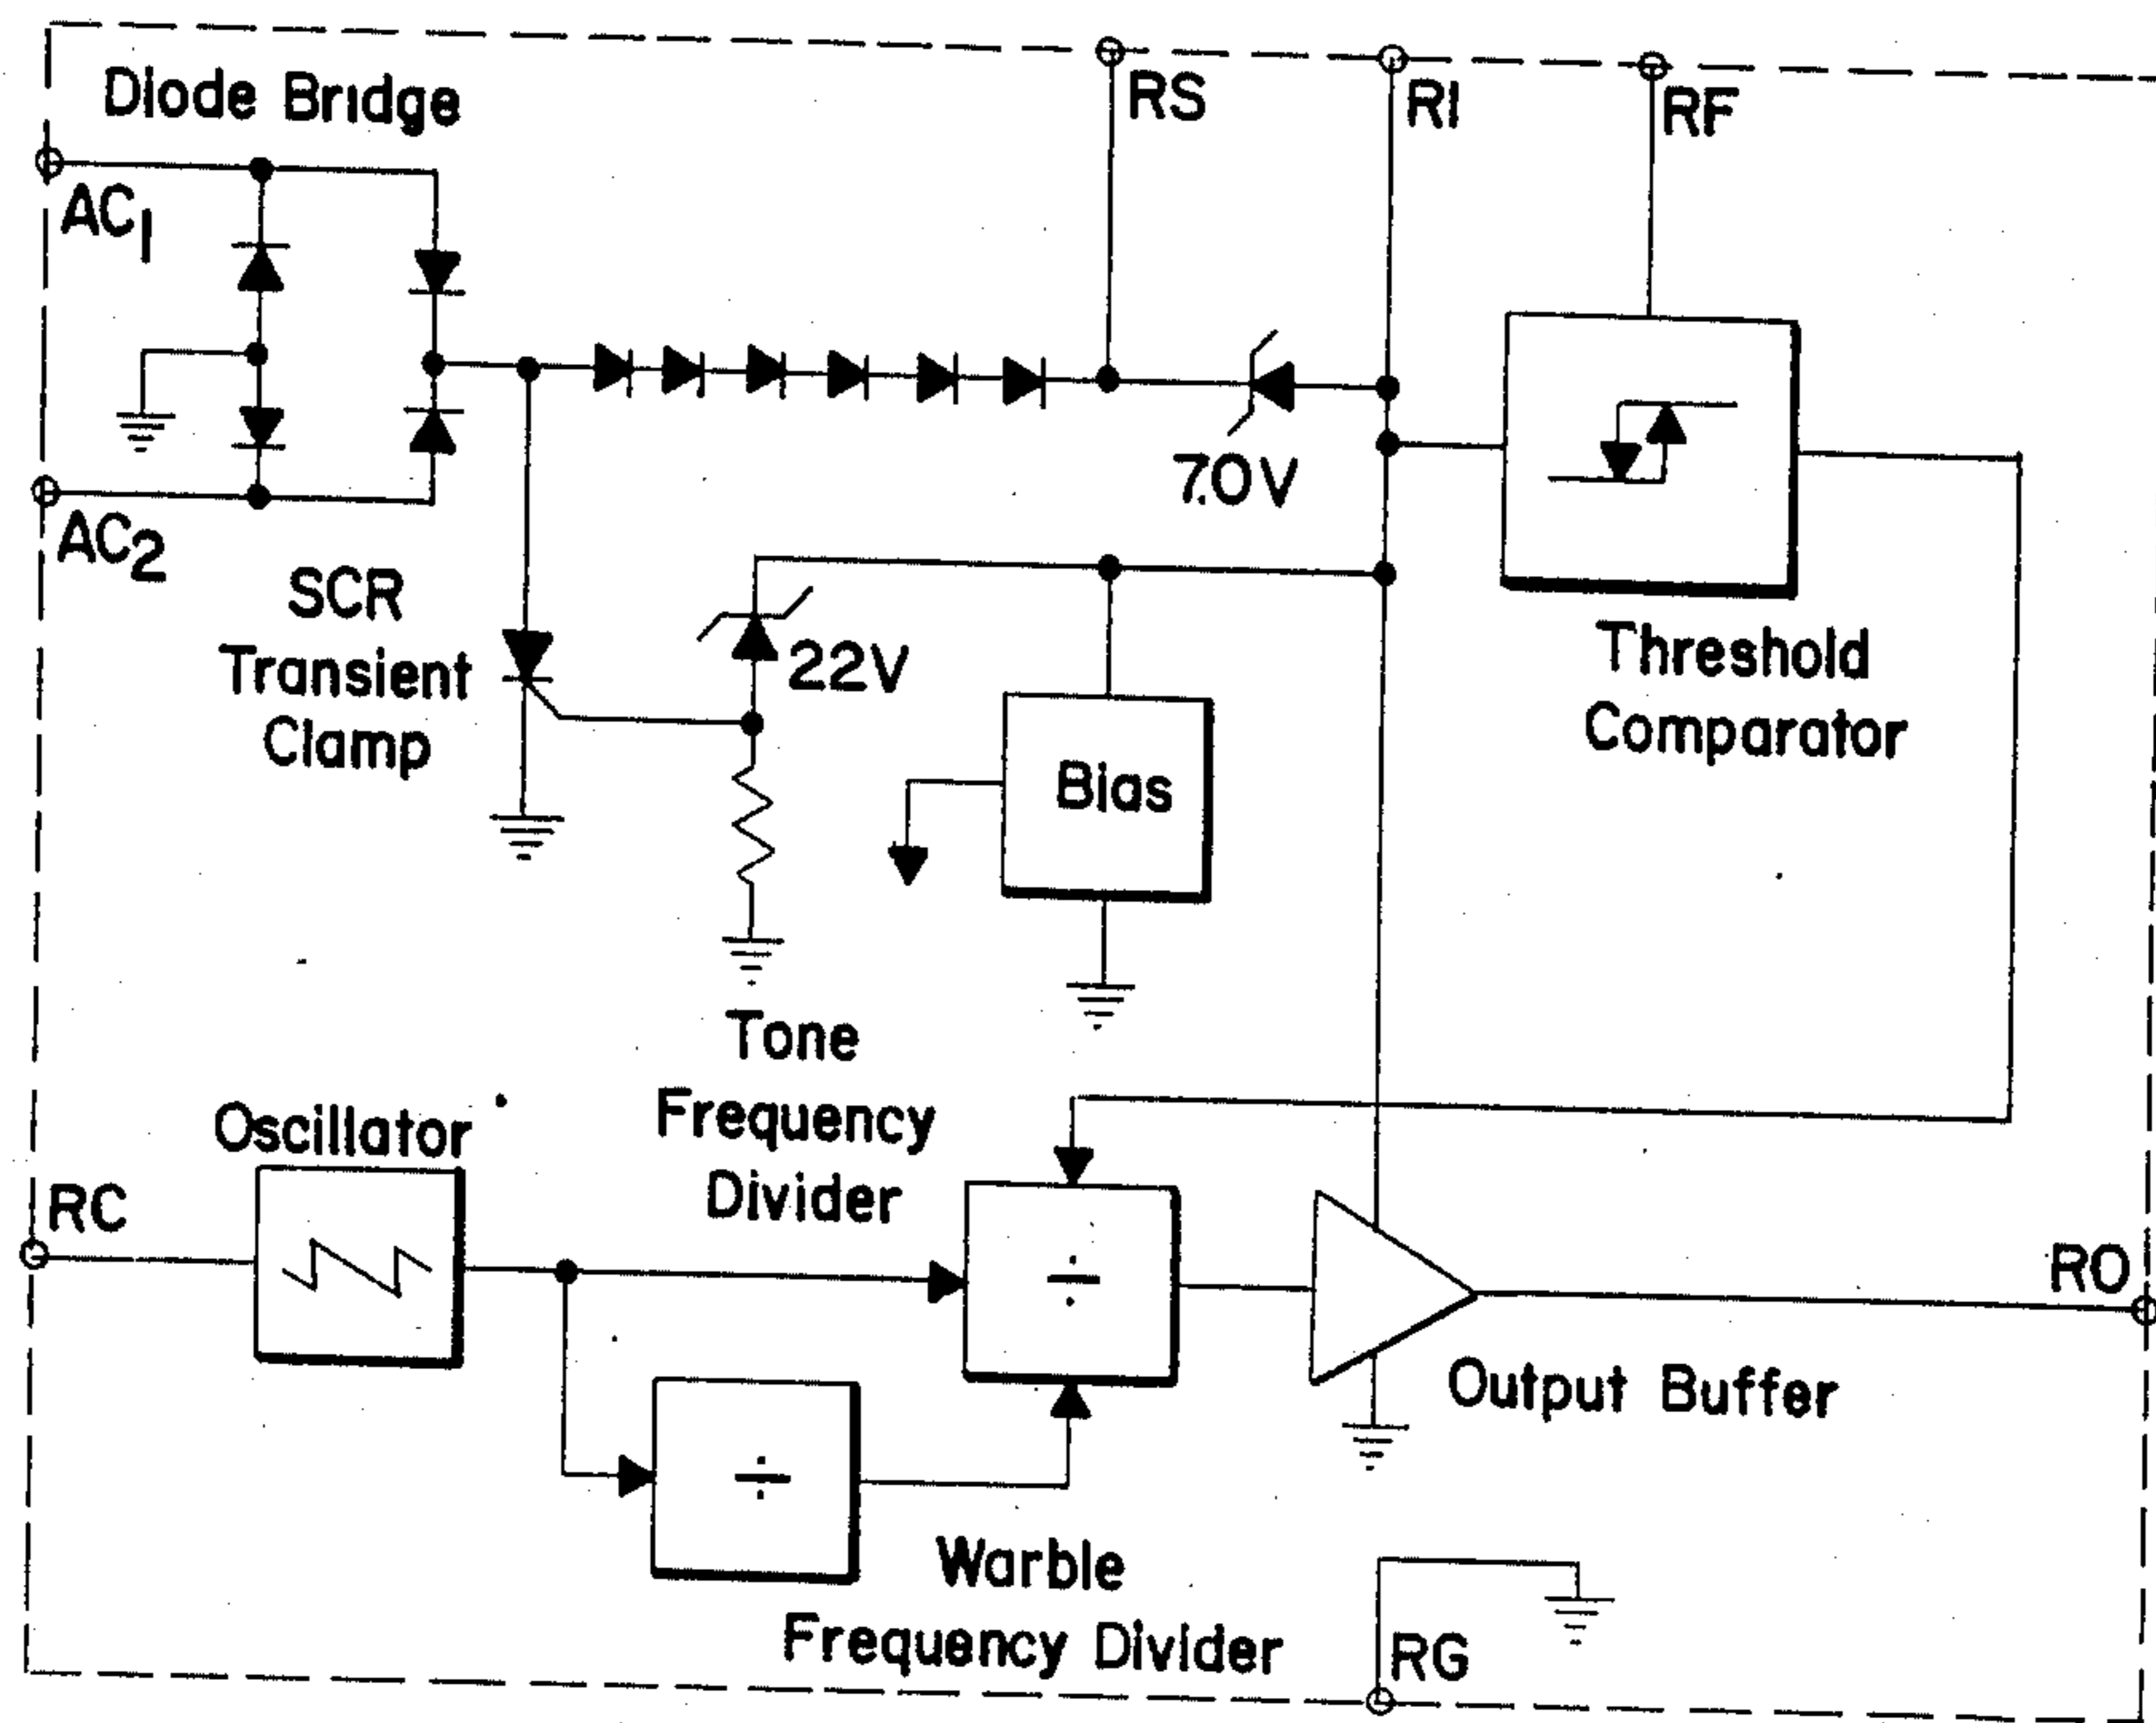 Diode Bridge
RS
RI
RF
AC1
AC2
7.0V
SCR
Transient
Clamp
22V
Threshold
Comparator
Bias
Tone
Frequency
Divider
Oscillator
RC
÷
RO
Output Buffer
÷
Warble
Frequency Divider
RG